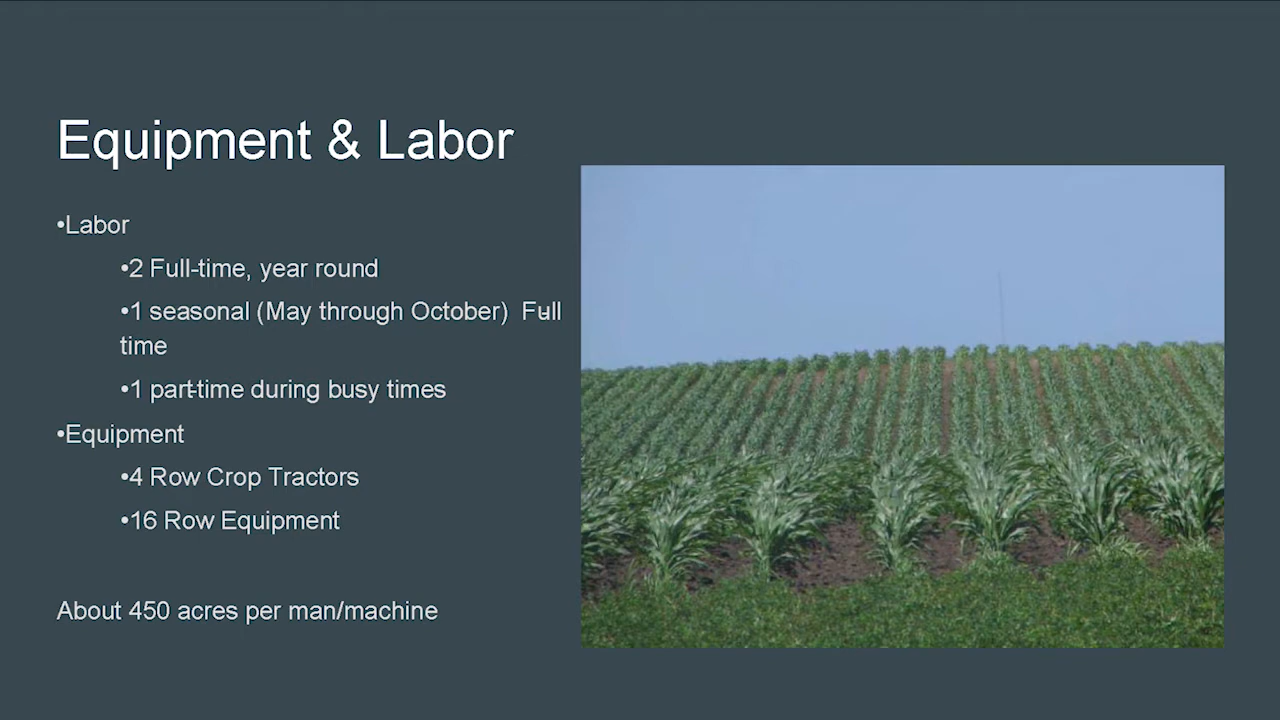 Equipment & Labor
•Labor
•2 Full-time, year round
•1 seasonal (May through October)  Full-
time
•1 part-time during busy times
•Equipment
•4 Row Crop Tractors
•16 Row Equipment
About 450 acres per man/machine